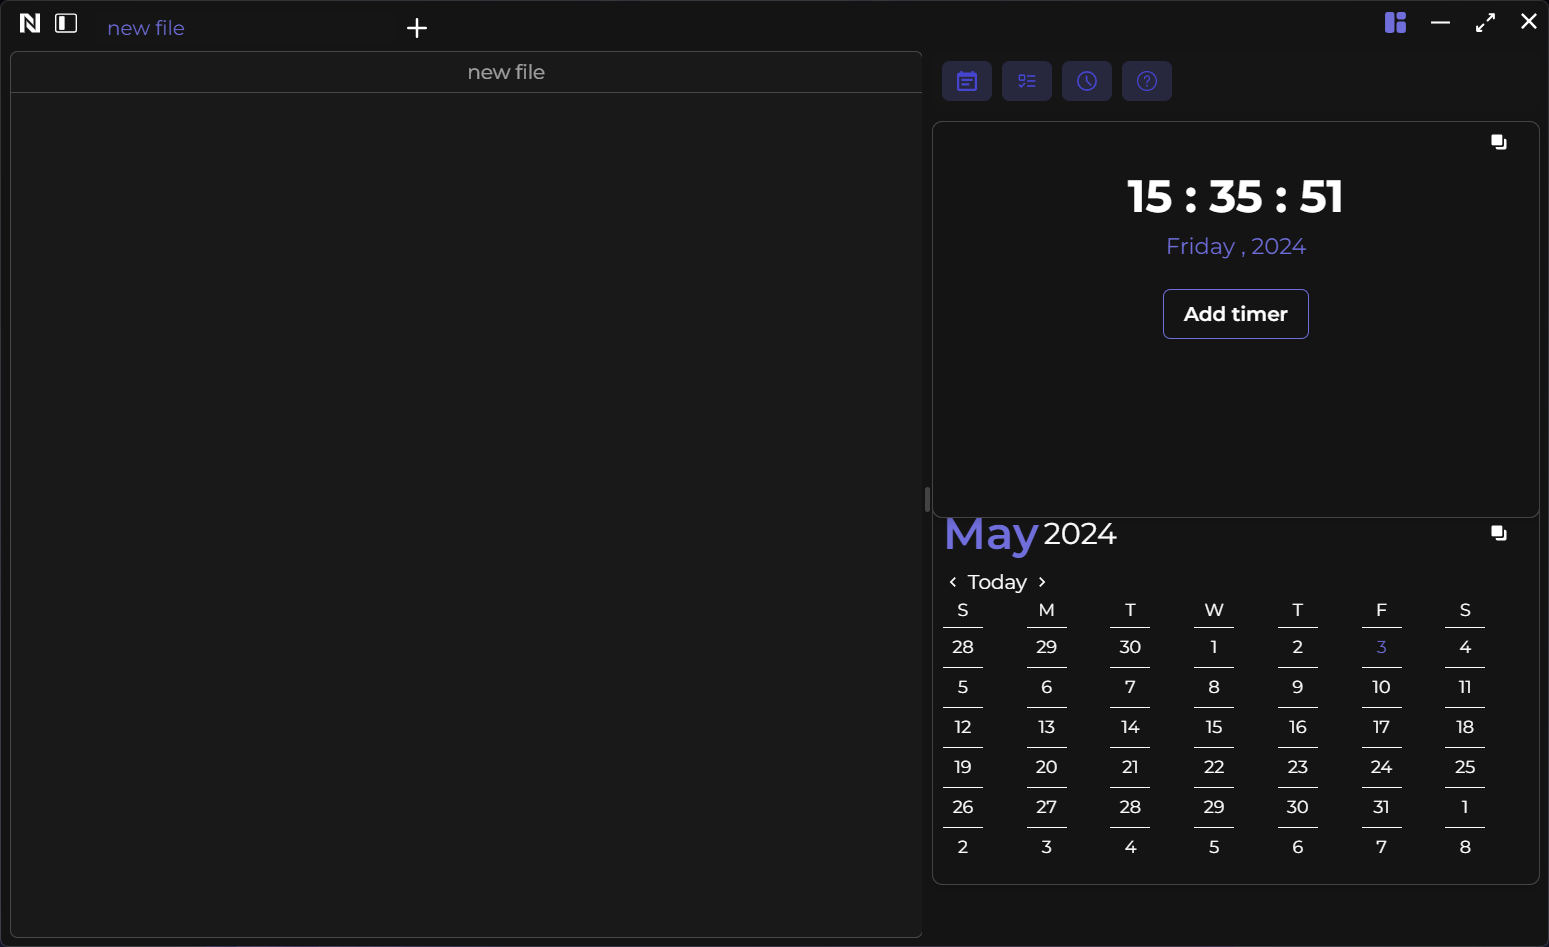 N new file +
new file
15 : 35 : 51
Friday , 2024
Add timer
May 2024
‹ Today ›
S M T W T F S
28 29 30 1 2 3 4
5 6 7 8 9 10 11
12 13 14 15 16 17 18
19 20 21 22 23 24 25
26 27 28 29 30 31 1
2 3 4 5 6 7 8